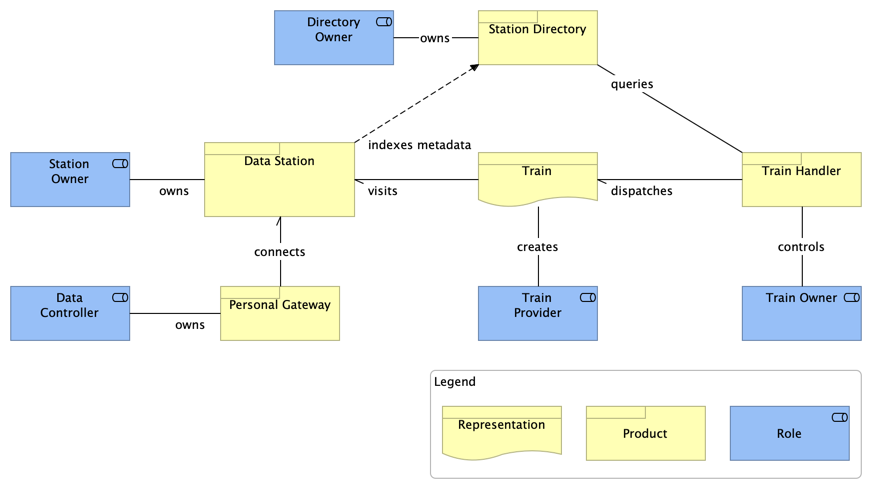 Directory
Owner
owns
Station Directory
queries
indexes metadata
Station
Owner
owns
Data Station
visits
Train
dispatches
Train Handler
connects
creates
controls
Data
Controller
owns
Personal Gateway
Train
Provider
Train Owner
Legend
Representation
Product
Role